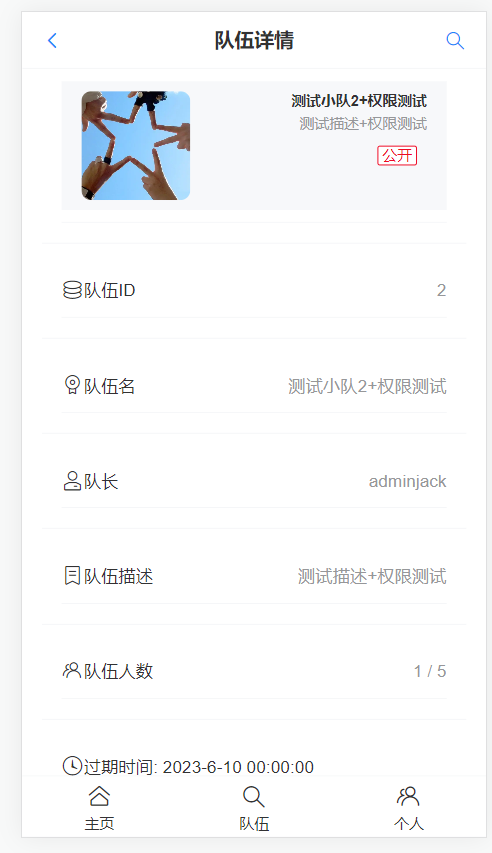 队伍详情
测试小队2+权限测试
测试描述+权限测试
公开
队伍ID 2
队伍名 测试小队2+权限测试
队长 adminjack
队伍描述 测试描述+权限测试
队伍人数 1 / 5
过期时间: 2023-6-10 00:00:00
主页 队伍 个人